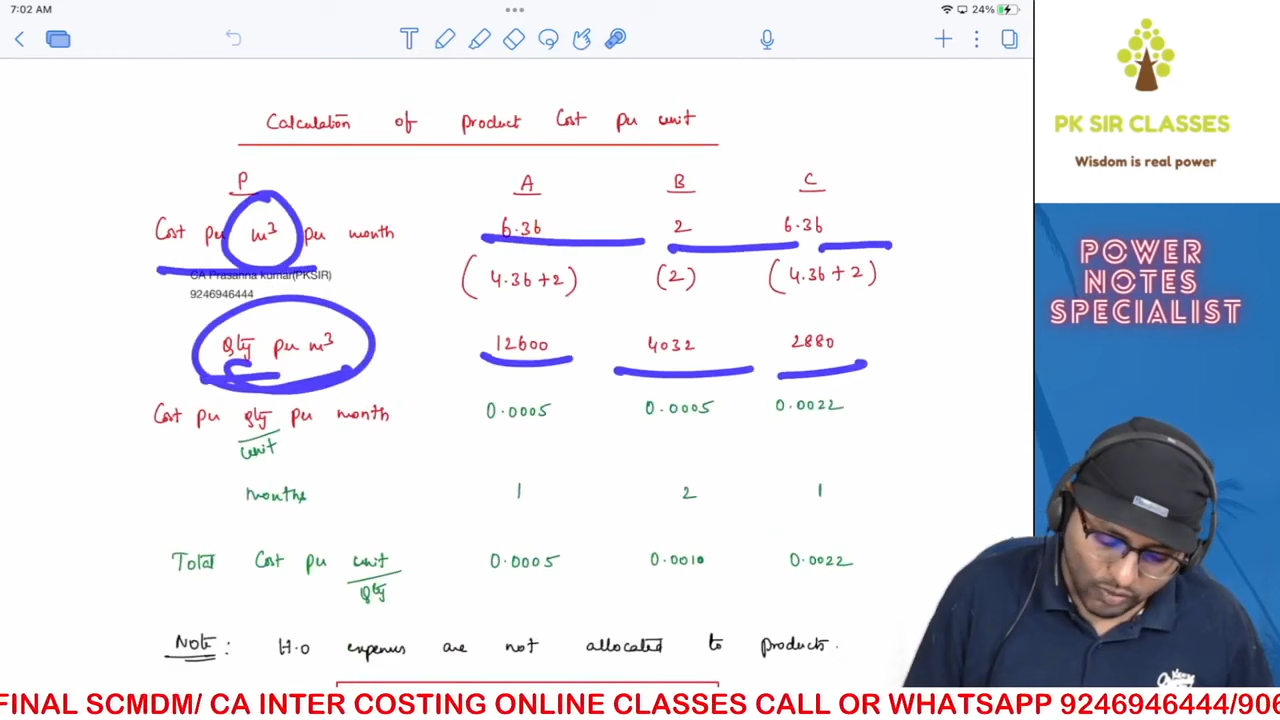 7:02 AM
24%
Calculation of product Cost per unit
P A B C
Cost per m³ per month 6.36 2 6.36
CA Prasanna kumar(PKSIR)
9246946444
(4.36+2) (2) (4.36+2)
Qty per m³ 12600 4032 2880
Cost per qty/unit per month 0.0005 0.0005 0.0022
months 1 2 1
Total Cost per unit/qty 0.0005 0.0010 0.0022
Note: H.O expenses are not allocated to products.
PK SIR CLASSES
Wisdom is real power
POWER
NOTES
SPECIALIST
FINAL SCMDM/ CA INTER COSTING ONLINE CLASSES CALL OR WHATSAPP 9246946444/900